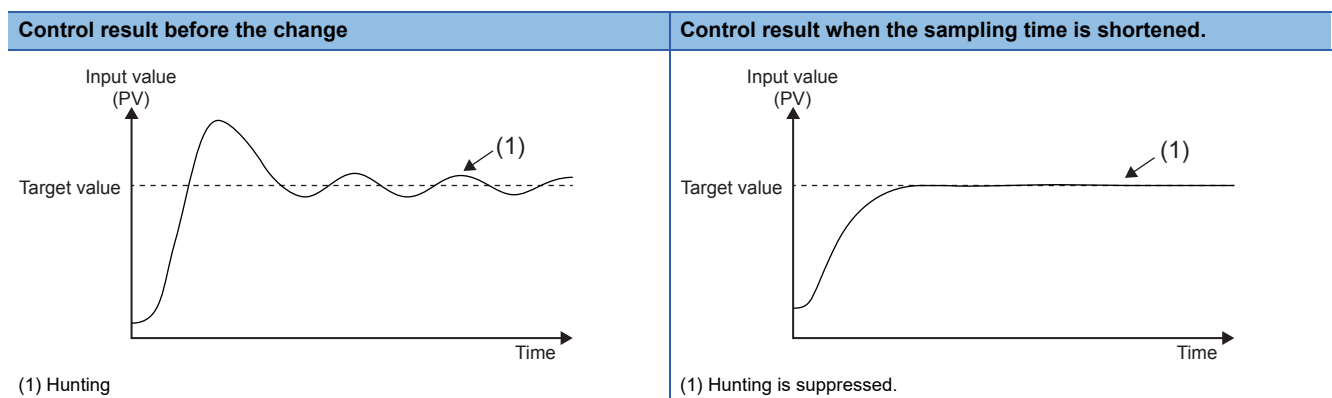 Control result before the change
Input value
(PV)
(1)
Target value
Time
(1) Hunting
Control result when the sampling time is shortened.
Input value
(PV)
(1)
Target value
Time
(1) Hunting is suppressed.